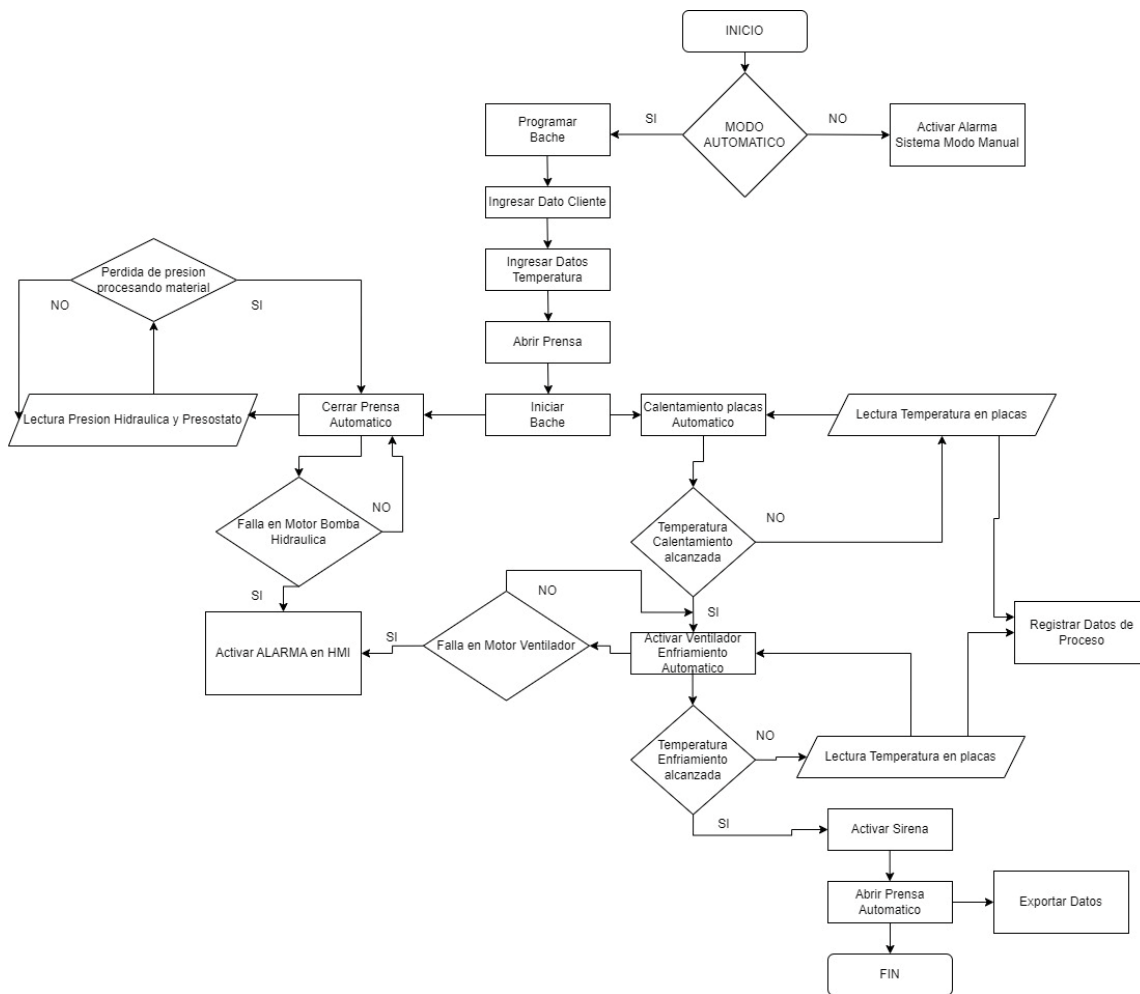 INICIO
MODO
AUTOMATICO
SI
NO
Programar
Bache
Activar Alarma
Sistema Modo Manual
Ingresar Dato Cliente
Ingresar Datos
Temperatura
Abrir Prensa
Iniciar
Bache
Perdida de presion
procesando material
NO
SI
Lectura Presion Hidraulica y Presostato
Cerrar Prensa
Automatico
Calentamiento placas
Automatico
Lectura Temperatura en placas
Falla en Motor Bomba
Hidraulica
NO
SI
Temperatura
Calentamiento
alcanzada
NO
SI
Activar ALARMA en HMI
SI
Falla en Motor Ventilador
NO
Activar Ventilador
Enfriamiento
Automatico
Registrar Datos de
Proceso
Temperatura
Enfriamiento
alcanzada
NO
Lectura Temperatura en placas
SI
Activar Sirena
Abrir Prensa
Automatico
Exportar Datos
FIN